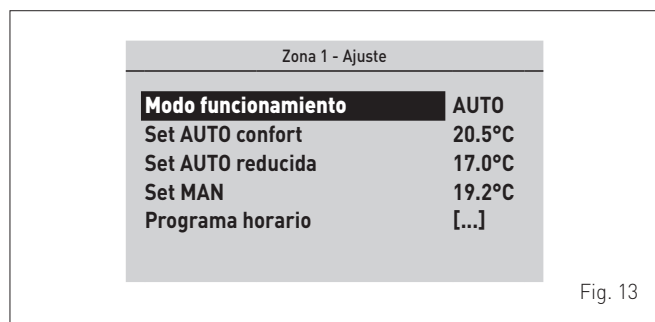 Zona 1 - Ajuste
Modo funcionamiento AUTO
Set AUTO confort 20.5°C
Set AUTO reducida 17.0°C
Set MAN 19.2°C
Programa horario [...]
Fig. 13